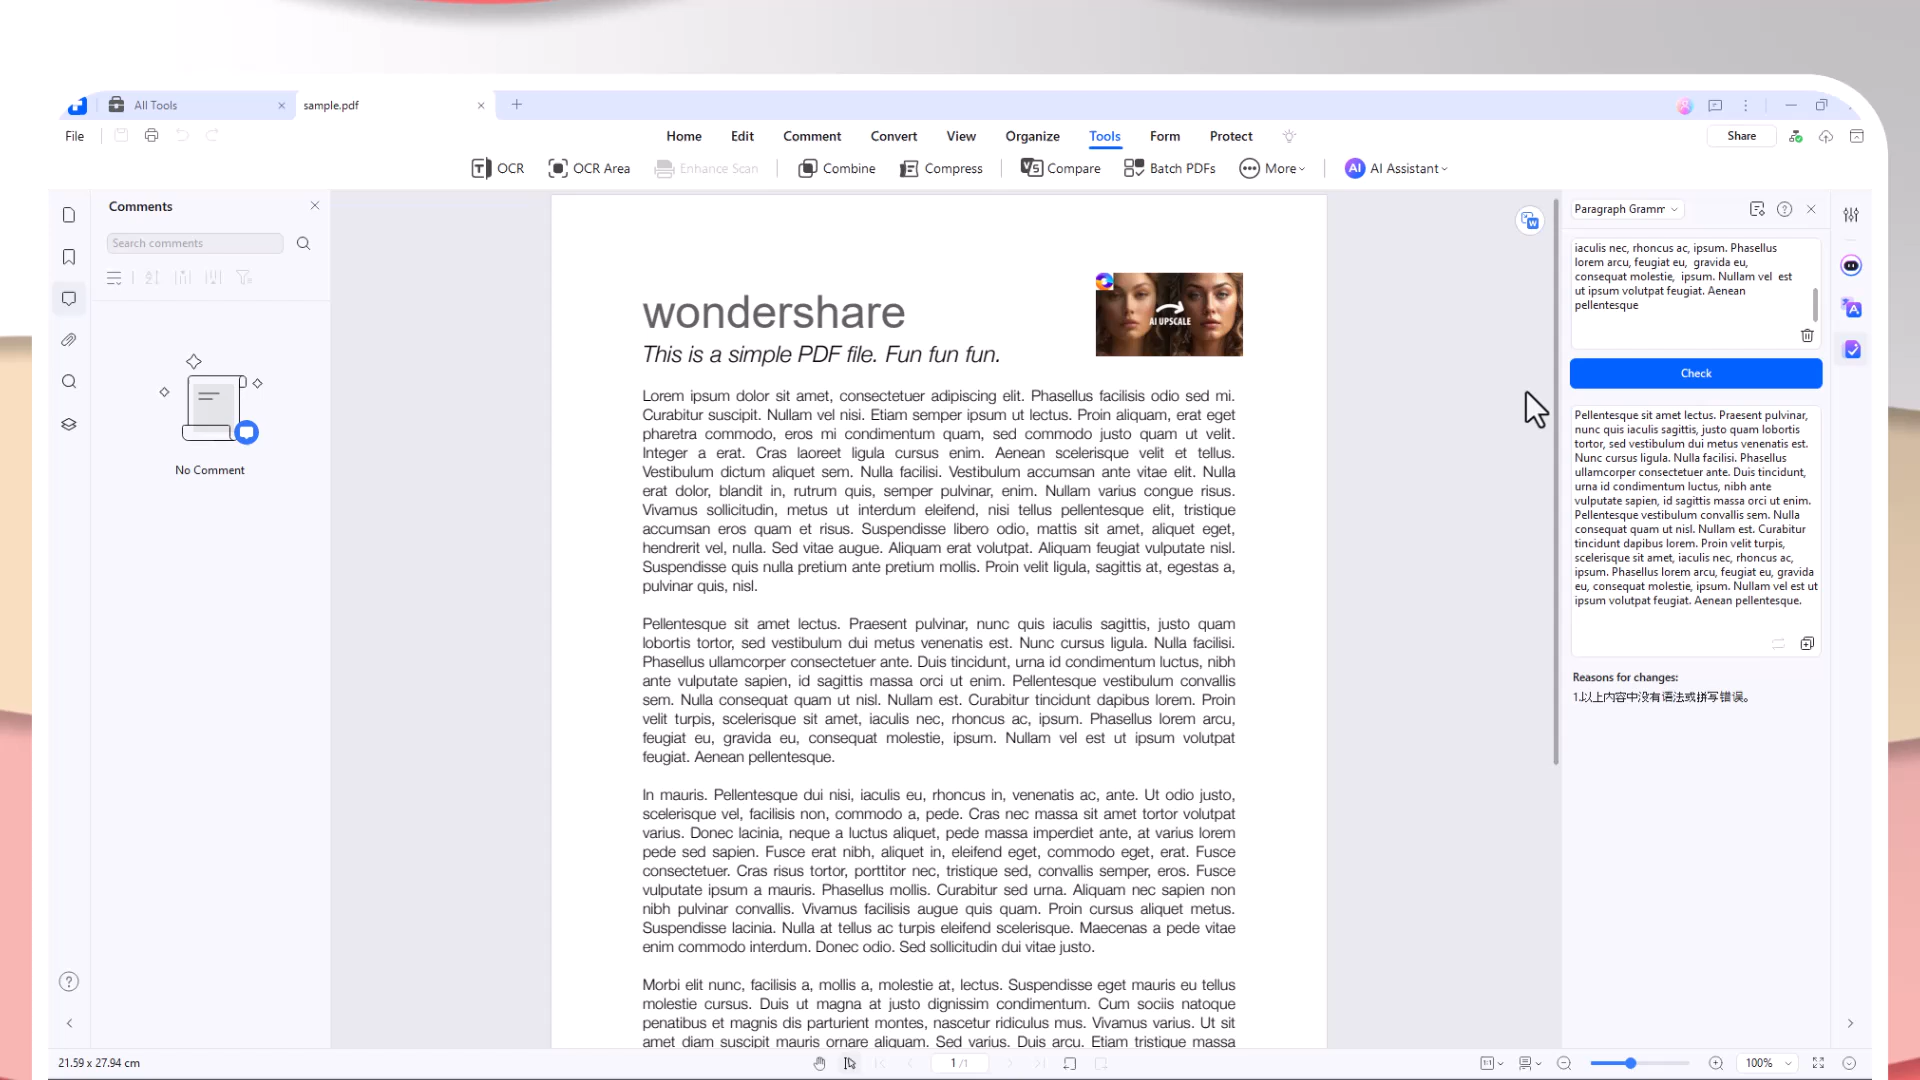 All Tools
sample.pdf
File
Home
Edit
Comment
Convert
View
Organize
Tools
Form
Protect
Share
OCR
OCR Area
Enhance Scan
Combine
Compress
Compare
Batch PDFs
More
AI Assistant
Comments
Search comments
No Comment
wondershare
This is a simple PDF file. Fun fun fun.
AI UPSCALE
Lorem ipsum dolor sit amet, consectetuer adipiscing elit. Phasellus facilisis odio sed mi.
Curabitur suscipit. Nullam vel nisi. Etiam semper ipsum ut lectus. Proin aliquam, erat eget
pharetra commodo, eros mi condimentum quam, sed commodo justo quam ut velit.
Integer a erat. Cras laoreet ligula cursus enim. Aenean scelerisque velit et tellus.
Vestibulum dictum aliquet sem. Nulla facilisi. Vestibulum accumsan ante vitae elit. Nulla
erat dolor, blandit in, rutrum quis, semper pulvinar, enim. Nullam varius congue risus.
Vivamus sollicitudin, metus ut interdum eleifend, nisi tellus pellentesque elit, tristique
accumsan eros quam et risus. Suspendisse libero odio, mattis sit amet, aliquet eget,
hendrerit vel, nulla. Sed vitae augue. Aliquam erat volutpat. Aliquam feugiat vulputate nisl.
Suspendisse quis nulla pretium ante pretium mollis. Proin velit ligula, sagittis at, egestas a,
pulvinar quis, nisl.
Pellentesque sit amet lectus. Praesent pulvinar, nunc quis iaculis sagittis, justo quam
lobortis tortor, sed vestibulum dui metus venenatis est. Nunc cursus ligula. Nulla facilisi.
Phasellus ullamcorper consectetuer ante. Duis tincidunt, urna id condimentum luctus, nibh
ante vulputate sapien, id sagittis massa orci ut enim. Pellentesque vestibulum convallis
sem. Nulla consequat quam ut nisl. Nullam est. Curabitur tincidunt dapibus lorem. Proin
velit turpis, scelerisque sit amet, iaculis nec, rhoncus ac, ipsum. Phasellus lorem arcu,
feugiat eu, gravida eu, consequat molestie, ipsum. Nullam vel est ut ipsum volutpat
feugiat. Aenean pellentesque.
In mauris. Pellentesque dui nisi, iaculis eu, rhoncus in, venenatis ac, ante. Ut odio justo,
scelerisque vel, facilisis non, commodo a, pede. Cras nec massa sit amet tortor volutpat
varius. Donec lacinia, neque a luctus aliquet, pede massa imperdiet ante, at varius lorem
pede sed sapien. Fusce erat nibh, aliquet in, eleifend eget, commodo eget, erat. Fusce
consectetuer. Cras risus tortor, porttitor nec, tristique sed, convallis semper, eros. Fusce
vulputate ipsum a mauris. Phasellus mollis. Curabitur sed urna. Aliquam nec sapien non
nibh pulvinar convallis. Vivamus facilisis augue quis quam. Proin cursus aliquet metus.
Suspendisse lacinia. Nulla at tellus ac turpis eleifend scelerisque. Maecenas a pede vitae
enim commodo interdum. Donec odio. Sed sollicitudin dui vitae justo.
Morbi elit nunc, facilisis a, mollis a, molestie at, lectus. Suspendisse eget mauris eu tellus
molestie cursus. Duis ut magna at justo dignissim condimentum. Cum sociis natoque
penatibus et magnis dis parturient montes, nascetur ridiculus mus. Vivamus varius. Ut sit
amet diam suscipit mauris ornare aliquam. Sed varius. Duis arcu. Etiam tristique massa
Paragraph Gramm
iaculis nec, rhoncus ac, ipsum. Phasellus
lorem arcu, feugiat eu, gravida eu,
consequat molestie, ipsum. Nullam vel est
ut ipsum volutpat feugiat. Aenean
pellentesque
Check
Pellentesque sit amet lectus. Praesent pulvinar,
nunc quis iaculis sagittis, justo quam lobortis
tortor, sed vestibulum dui metus venenatis est.
Nunc cursus ligula. Nulla facilisi. Phasellus
ullamcorper consectetuer ante. Duis tincidunt,
urna id condimentum luctus, nibh ante
vulputate sapien, id sagittis massa orci ut enim.
Pellentesque vestibulum convallis sem. Nulla
consequat quam ut nisl. Nullam est. Curabitur
tincidunt dapibus lorem. Proin velit turpis,
scelerisque sit amet, iaculis nec, rhoncus ac,
ipsum. Phasellus lorem arcu, feugiat eu, gravida
eu, consequat molestie, ipsum. Nullam vel est ut
ipsum volutpat feugiat. Aenean pellentesque.
Reasons for changes:
1.以上内容中没有语法或拼写错误。
21.59 x 27.94 cm
1 /1
100%